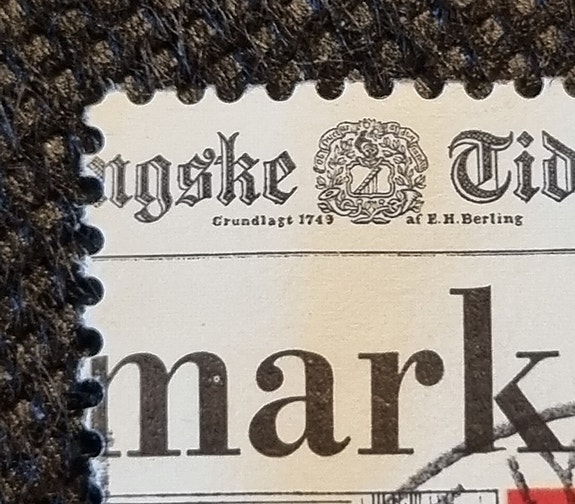 ngske Tid
Grundlagt 1749 af E.H.Berling
mark